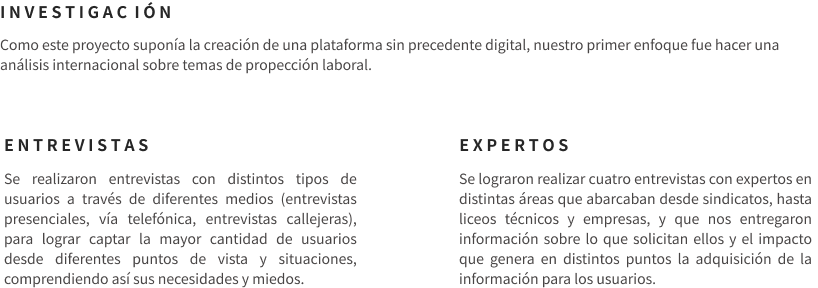 INVESTIGACIÓN
Como este proyecto suponía la creación de una plataforma sin precedente digital, nuestro primer enfoque fue hacer una
análisis internacional sobre temas de propección laboral.
ENTREVISTAS
Se realizaron entrevistas con distintos tipos de
usuarios a través de diferentes medios (entrevistas
presenciales, vía telefónica, entrevistas callejeras),
para lograr captar la mayor cantidad de usuarios
desde diferentes puntos de vista y situaciones,
comprendiendo así sus necesidades y miedos.
EXPERTOS
Se lograron realizar cuatro entrevistas con expertos en
distintas áreas que abarcaban desde sindicatos, hasta
liceos técnicos y empresas, y que nos entregaron
información sobre lo que solicitan ellos y el impacto
que genera en distintos puntos la adquisición de la
información para los usuarios.